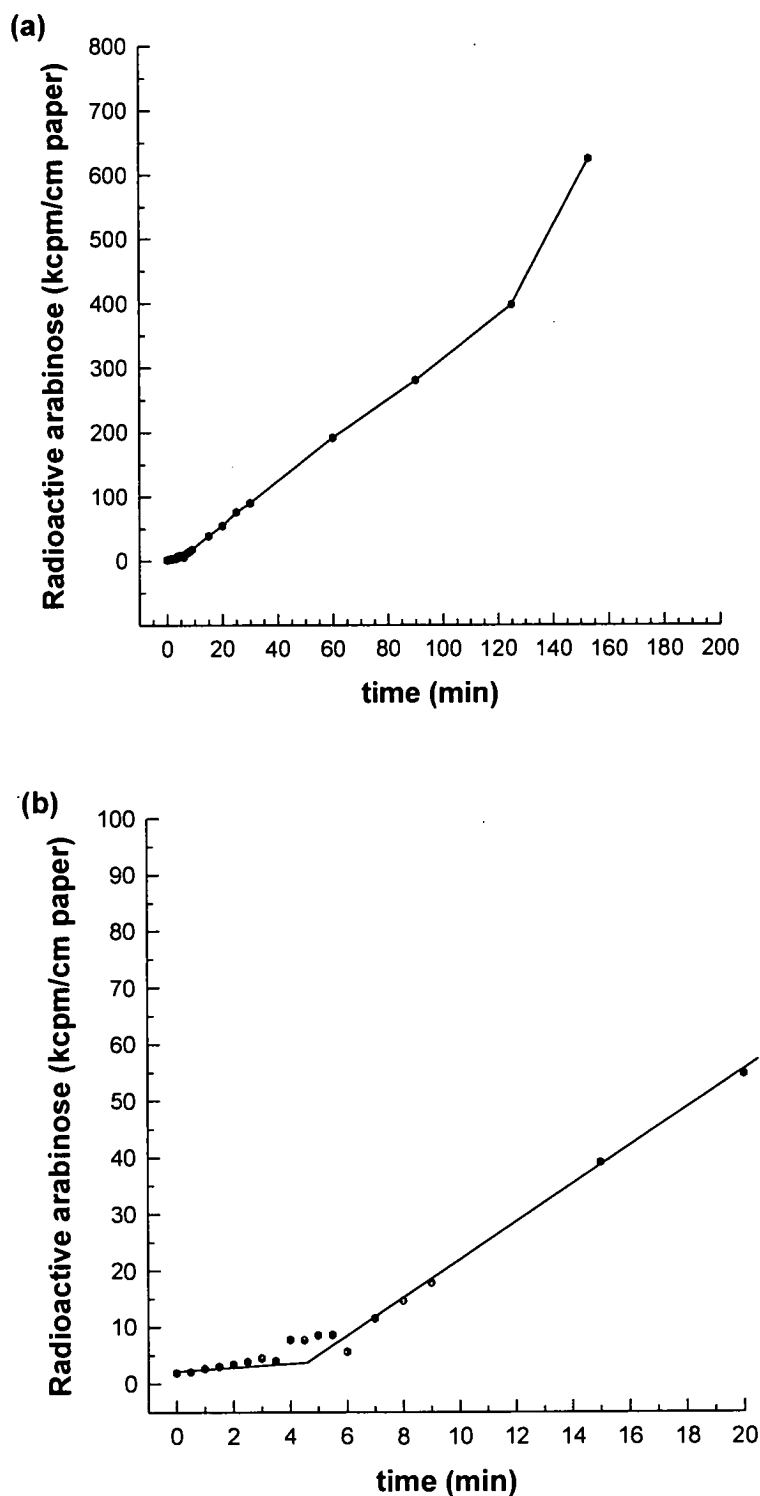 (a)
Radioactive arabinose (kcpm/cm paper)
800
700
600
500
400
300
200
100
0
0 20 40 60 80 100 120 140 160 180 200
time (min)
(b)
Radioactive arabinose (kcpm/cm paper)
100
90
80
70
60
50
40
30
20
10
0
0 2 4 6 8 10 12 14 16 18 20
time (min)